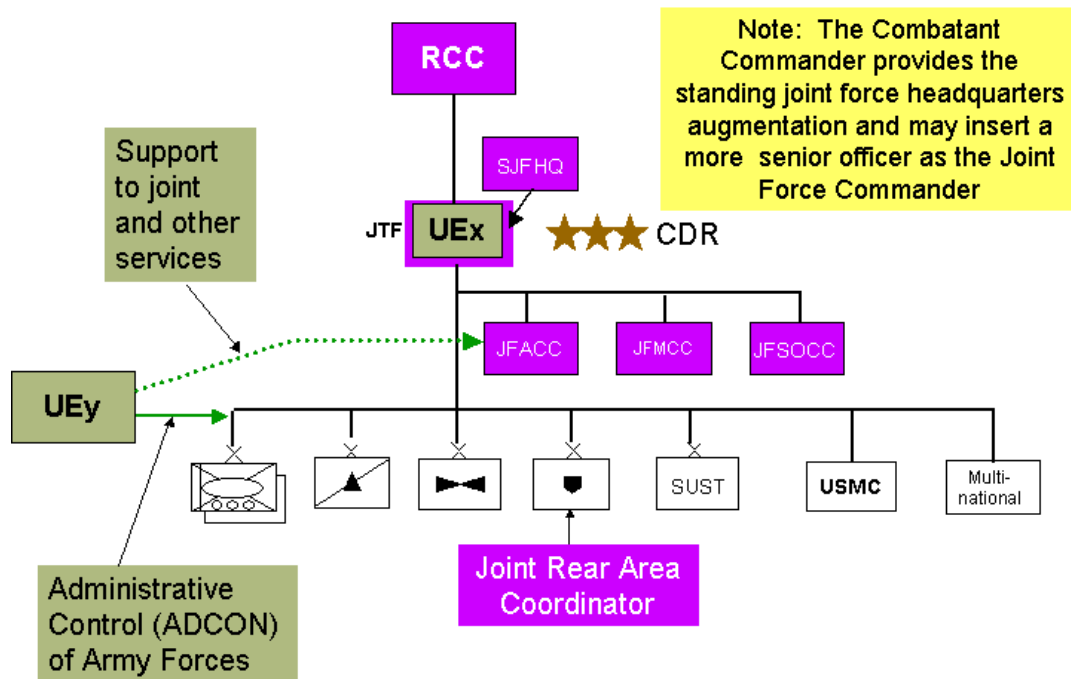 RCC
Note: The Combatant
Commander provides the
standing joint force headquarters
augmentation and may insert a
more senior officer as the Joint
Force Commander
Support
to joint
and other
services
SJFHQ
JTF
UEx
CDR
JFACC
JFMCC
JFSOCC
UEy
SUST
USMC
Multi-
national
Joint Rear Area
Coordinator
Administrative
Control (ADCON)
of Army Forces